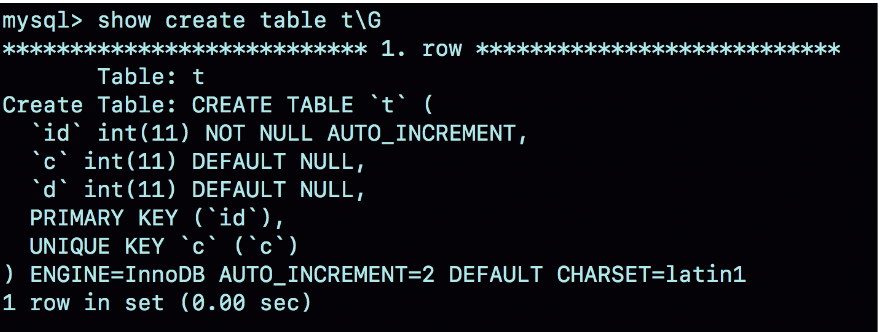 mysql> show create table t\G
*************************** 1. row ***************************
       Table: t
Create Table: CREATE TABLE `t` (
  `id` int(11) NOT NULL AUTO_INCREMENT,
  `c` int(11) DEFAULT NULL,
  `d` int(11) DEFAULT NULL,
  PRIMARY KEY (`id`),
  UNIQUE KEY `c` (`c`)
) ENGINE=InnoDB AUTO_INCREMENT=2 DEFAULT CHARSET=latin1
1 row in set (0.00 sec)